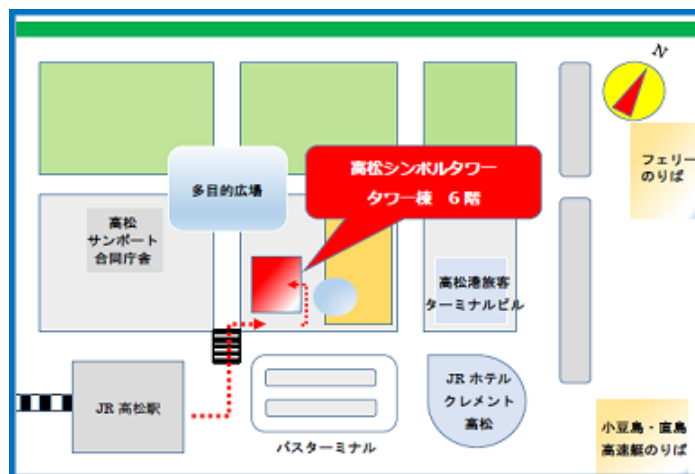 N
フェリー
のりば
高松シンボルタワー
タワー棟 6階
多目的広場
高松
サンポート
合同庁舎
高松港旅客
ターミナルビル
JR 高松駅
JR ホテル
クレメント
高松
バスターミナル
小豆島・直島
高速艇のりば